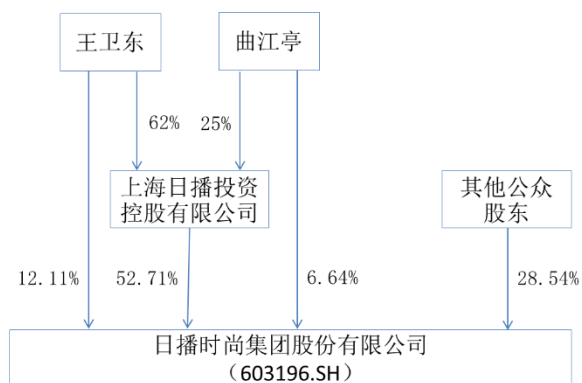 王卫东
曲江亭
62%
25%
上海日播投资
控股有限公司
其他公众
股东
12.11%
52.71%
6.64%
28.54%
日播时尚集团股份有限公司
（603196.SH）